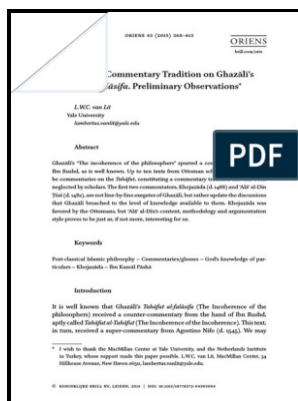 ORIENS 43 (2015) 368–413
ORIENS
brill.com/orie
Commentary Tradition on Ghazālī's
falāsifa. Preliminary Observations*
L.W.C. van Lit
Yale University
lambertus.vanlit@yale.edu
PDF
Abstract
Ghazālī's "The incoherence of the philosophers" spurred a
Ibn Rushd, as is well known. Up to ten texts from Ottoman
be commentaries on the Tahāfut, constituting a commentary
neglected by scholars. The first two commentators, Khojazāda (d. 1488) and 'Alā' al-Dīn
Ṭūsī (d. 1482), are not line-by-line exegetes of Ghazālī, but rather update the discussions
that Ghazālī broached to the level of knowledge available to them. Khojazāda was
favored by the Ottomans, but 'Alā' al-Dīn's content, methodology and argumentation
style proves to be just as, if not more, interesting for us.
Keywords
Post-classical Islamic philosophy – Commentaries/glosses – God's knowledge of par-
ticulars – Khojazāda – Ibn Kamāl Pāshā
Introduction
It is well known that Ghazālī's Tahāfut al-falāsifa (The Incoherence of the
philosophers) received a counter-commentary from the hand of Ibn Rushd,
aptly called Tahāfut al-Tahāfut (The Incoherence of the Incoherence). This text,
in turn, received a super-commentary from Agostino Nifo (d. 1545). We may
* I wish to thank the MacMillan Center at Yale University, and the Netherlands Institute
in Turkey, whose support made this paper possible. L.W.C. van Lit, MacMillan Center, 34
Hillhouse Avenue, New Haven 06511, lambertus.vanlit@yale.edu.
© KONINKLIJKE BRILL NV, LEIDEN, 2015 | DOI: 10.1163/18778372-04303004